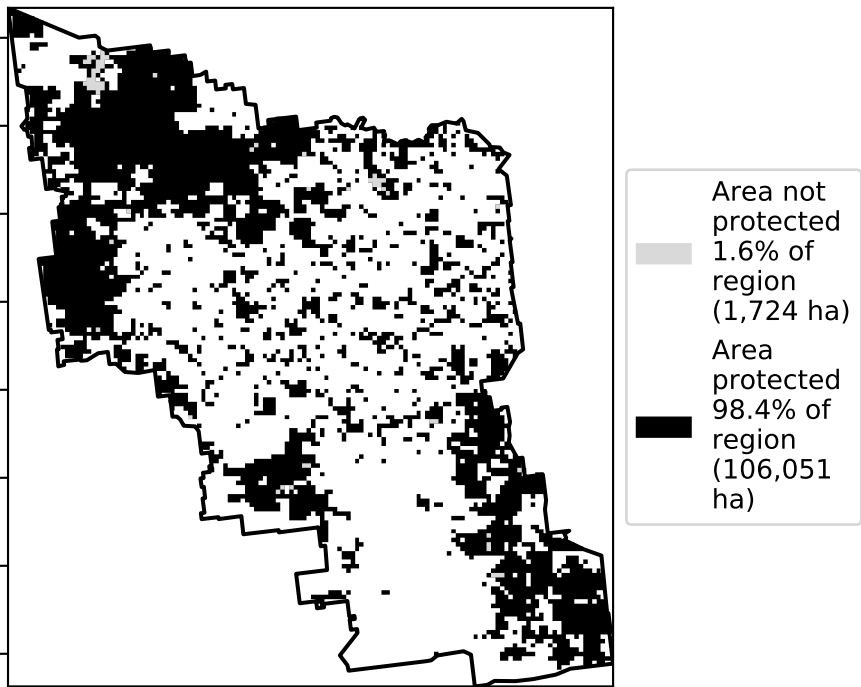 Area not
protected
1.6% of
region
(1,724 ha)
Area
protected
98.4% of
region
(106,051
ha)